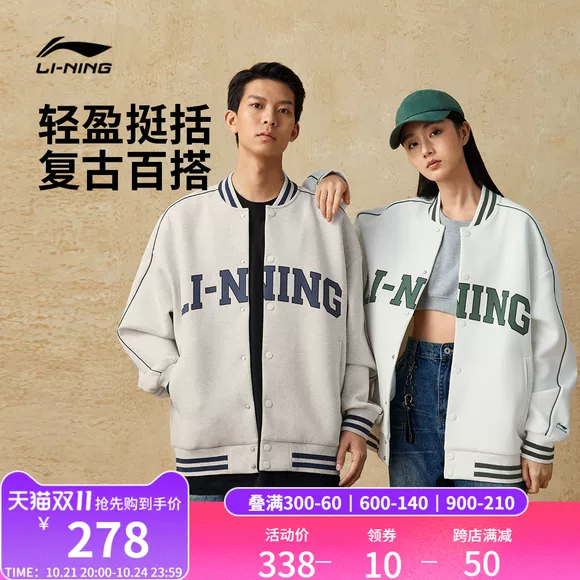 LI-NING
轻盈挺括
复古百搭
LI-NING
LI-NING
天猫双11 抢先购到手价
¥278
TIME: 10.21 20:00-10.24 23:59
叠满300-60 | 600-140 | 900-210
活动价 领券 跨店满减
338 — 10 — 50